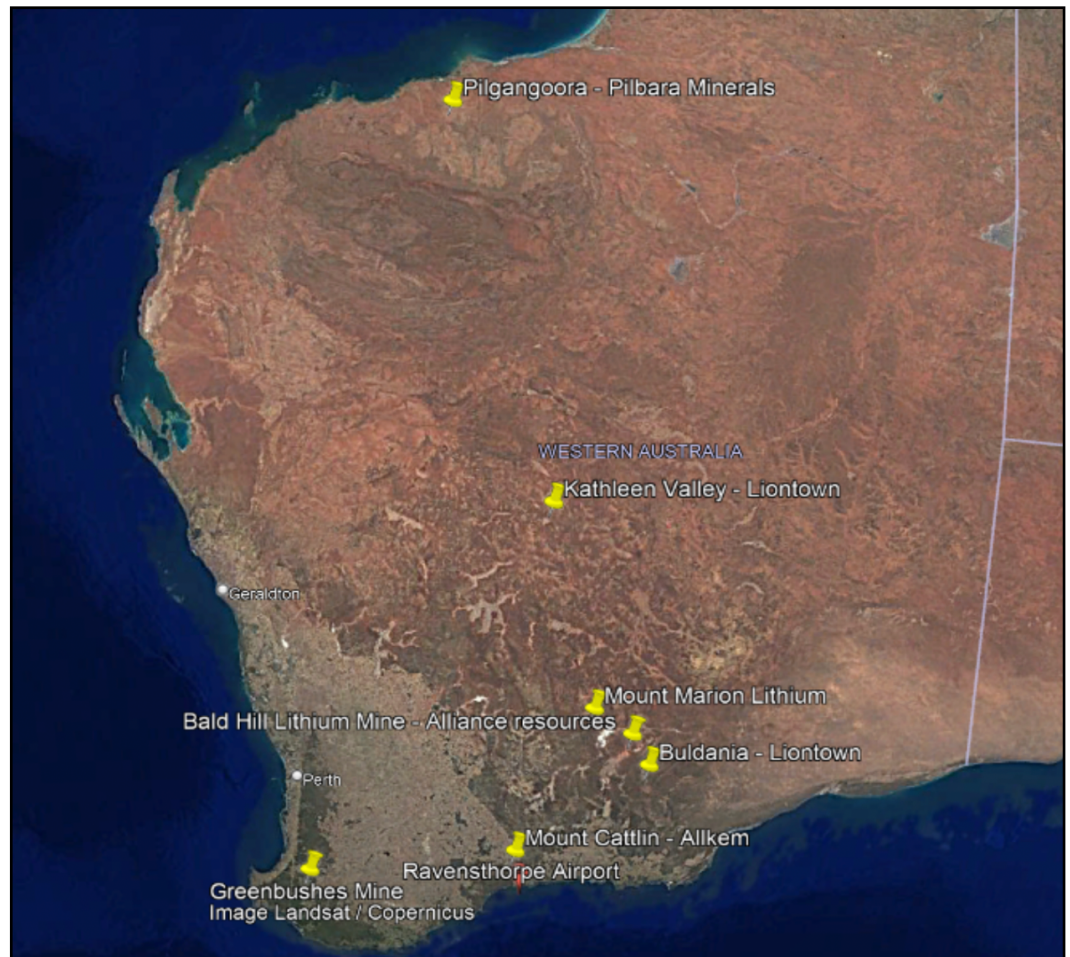 Pilgangoora - Pilbara Minerals
WESTERN AUSTRALIA
Kathleen Valley - Liontown
Geraldton
Mount Marion Lithium
Bald Hill Lithium Mine - Alliance resources
Buldania - Liontown
Perth
Mount Cattlin - Allkem
Ravensthorpe Airport
Greenbushes Mine
Image Landsat / Copernicus